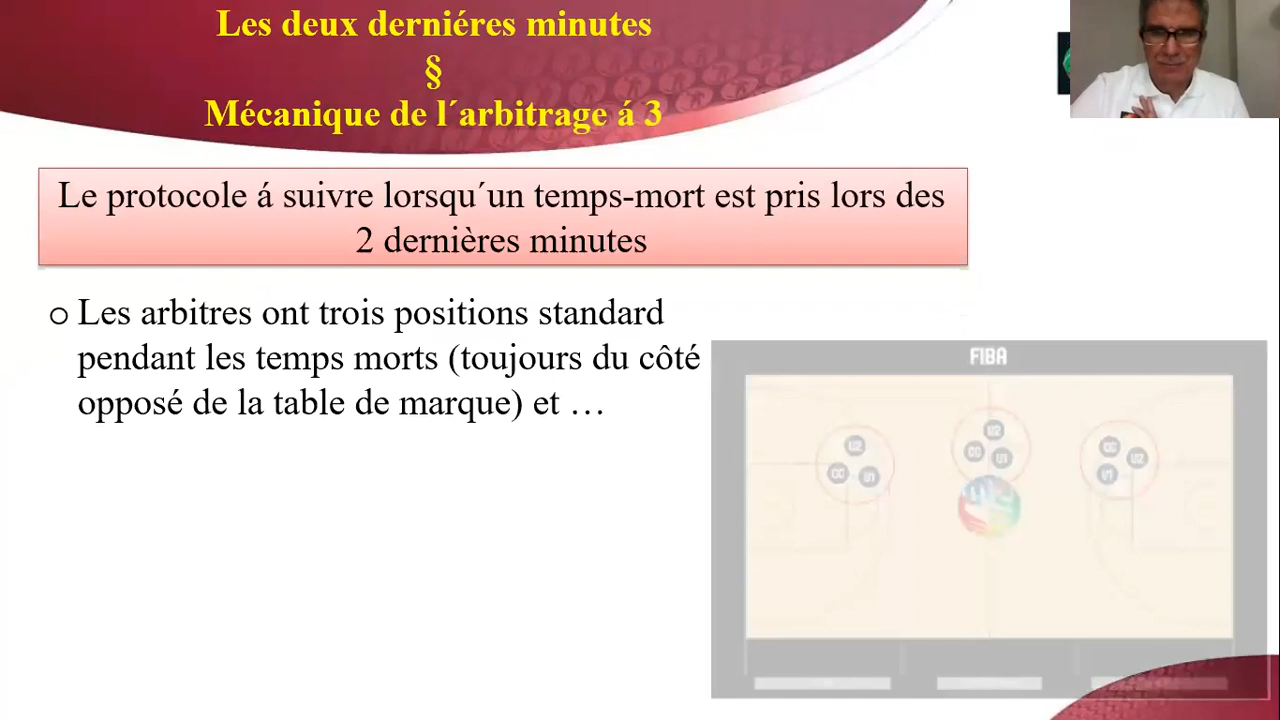 Les deux derniéres minutes
§
Mécanique de l´arbitrage á 3
Le protocole á suivre lorsqu´un temps-mort est pris lors des
2 dernières minutes
o Les arbitres ont trois positions standard
pendant les temps morts (toujours du côté
opposé de la table de marque) et …
FIBA
U2
CC
U1
U2
CC
U1
CC
U2
U1